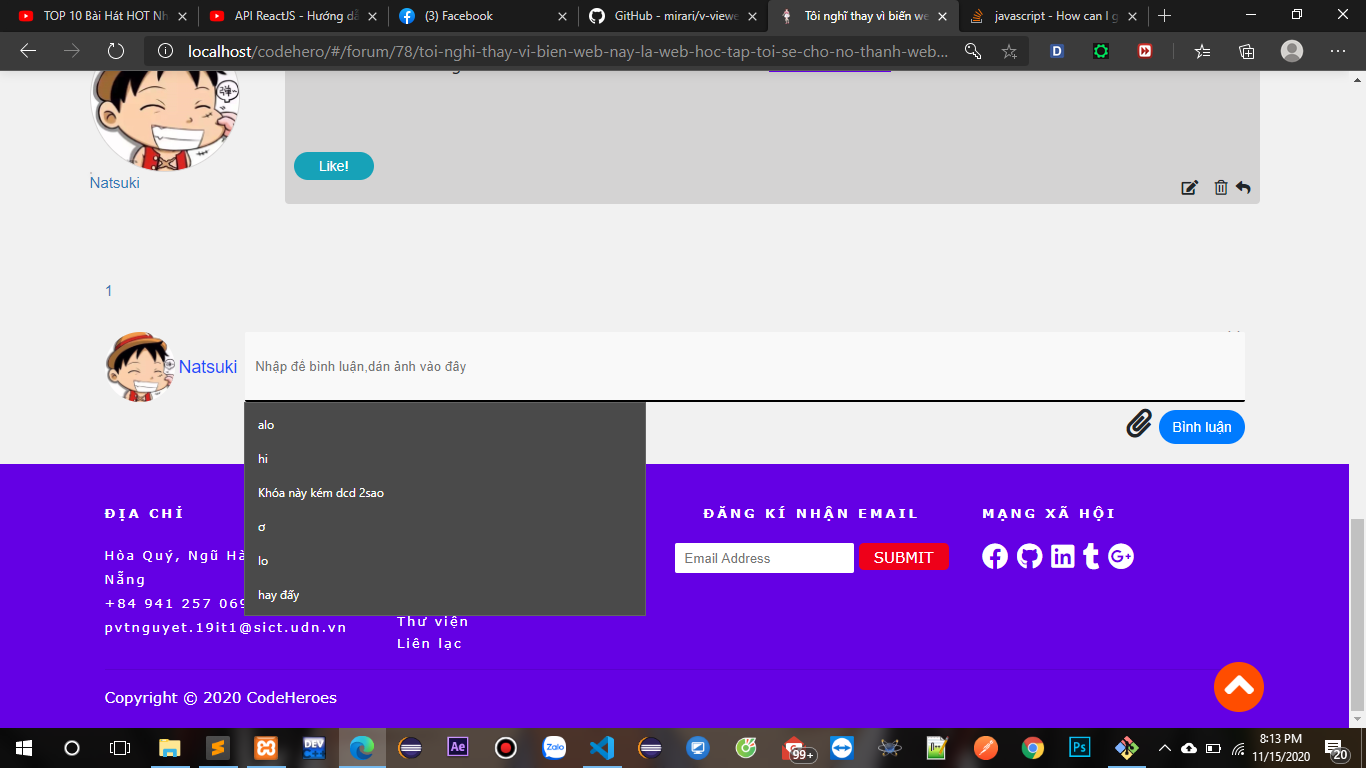 TOP 10 Bài Hát HOT Nh
API ReactJS - Hướng dẫ
(3) Facebook
GitHub - mirari/v-viewe
Tôi nghĩ thay vì biến we
javascript - How can I g
localhost/codehero/#/forum/78/toi-nghi-thay-vi-bien-web-nay-la-web-hoc-tap-toi-se-cho-no-thanh-web...
Like!
Natsuki
1
Natsuki
Nhập để bình luận,dán ảnh vào đây
alo
hi
Khóa này kém dcd 2sao
ơ
lo
hay đấy
Bình luận
ĐỊA CHỈ
Hòa Quý, Ngũ Hà
Nẵng
+84 941 257 069
pvtnguyet.19it1@sict.udn.vn
Thư viện
Liên lạc
ĐĂNG KÍ NHẬN EMAIL
Email Address
SUBMIT
MẠNG XÃ HỘI
Copyright © 2020 CodeHeroes
DEV
Zalo
Ae
99+
Ps
8:13 PM
11/15/2020
20